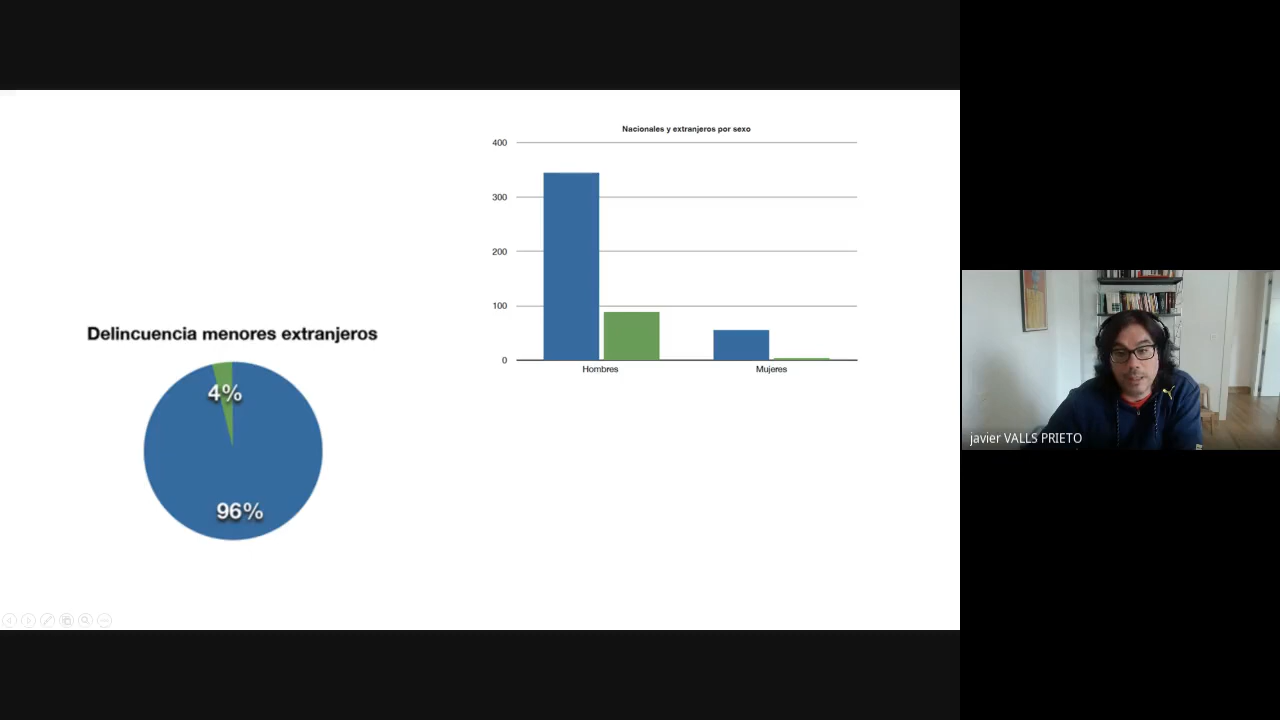 Nacionales y extranjeros por sexo
400
300
200
100
0
Hombres
Mujeres
Delincuencia menores extranjeros
4%
96%
javier VALLS PRIETO